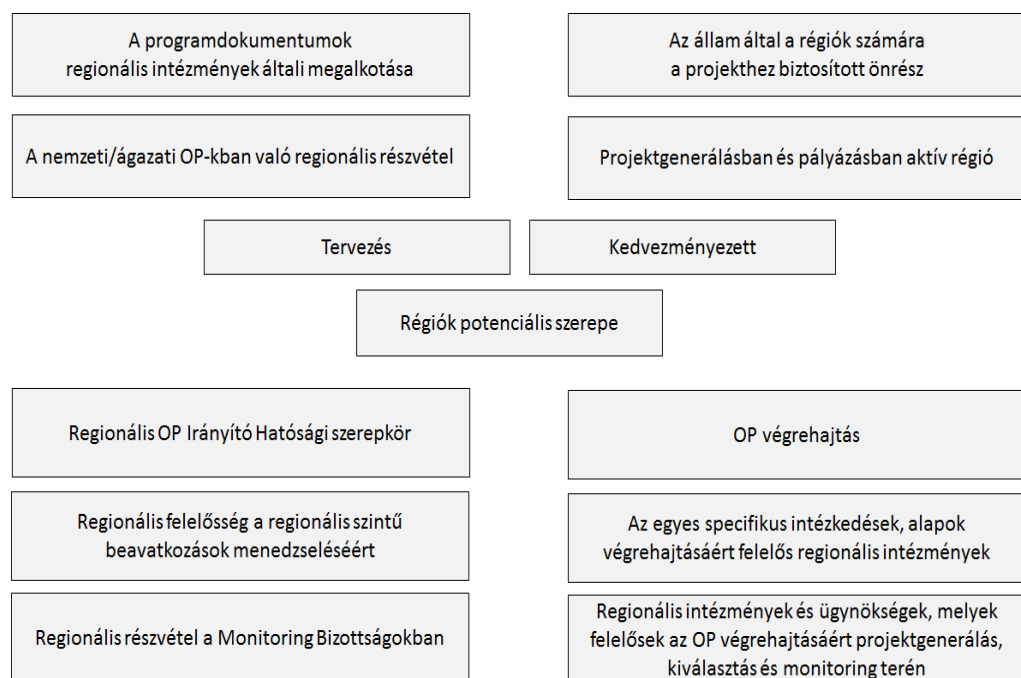 A programdokumentumok
regionális intézmények általi megalkotása
Az állam által a régiók számára
a projekthez biztosított önrész
A nemzeti/ágazati OP-kban való regionális részvétel
Projektgenerálásban és pályázásban aktív régió
Tervezés
Kedvezményezett
Régiók potenciális szerepe
Regionális OP Irányító Hatósági szerepkör
OP végrehajtás
Regionális felelősség a regionális szintű
beavatkozások menedzseléséért
Az egyes specifikus intézkedések, alapok
végrehajtásáért felelős regionális intézmények
Regionális részvétel a Monitoring Bizottságokban
Regionális intézmények és ügynökségek, melyek
felelősek az OP végrehajtásáért projektgenerálás,
kiválasztás és monitoring terén